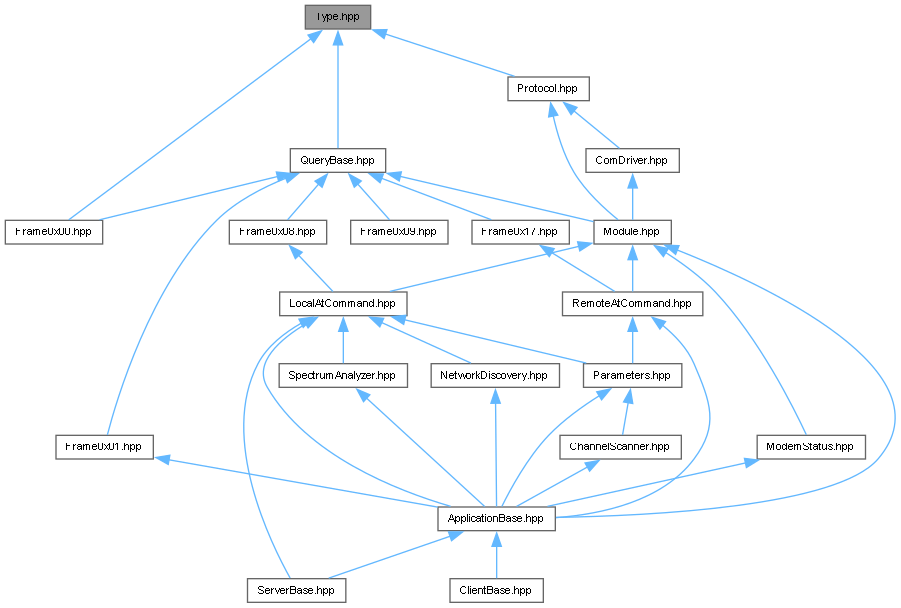 Type.hpp
Protocol.hpp
QueryBase.hpp
ComDriver.hpp
Frame0x00.hpp
Frame0x08.hpp
Frame0x09.hpp
Frame0x17.hpp
Module.hpp
LocalAtCommand.hpp
RemoteAtCommand.hpp
SpectrumAnalyzer.hpp
NetworkDiscovery.hpp
Parameters.hpp
Frame0x01.hpp
ChannelScanner.hpp
ModemStatus.hpp
ApplicationBase.hpp
ServerBase.hpp
ClientBase.hpp